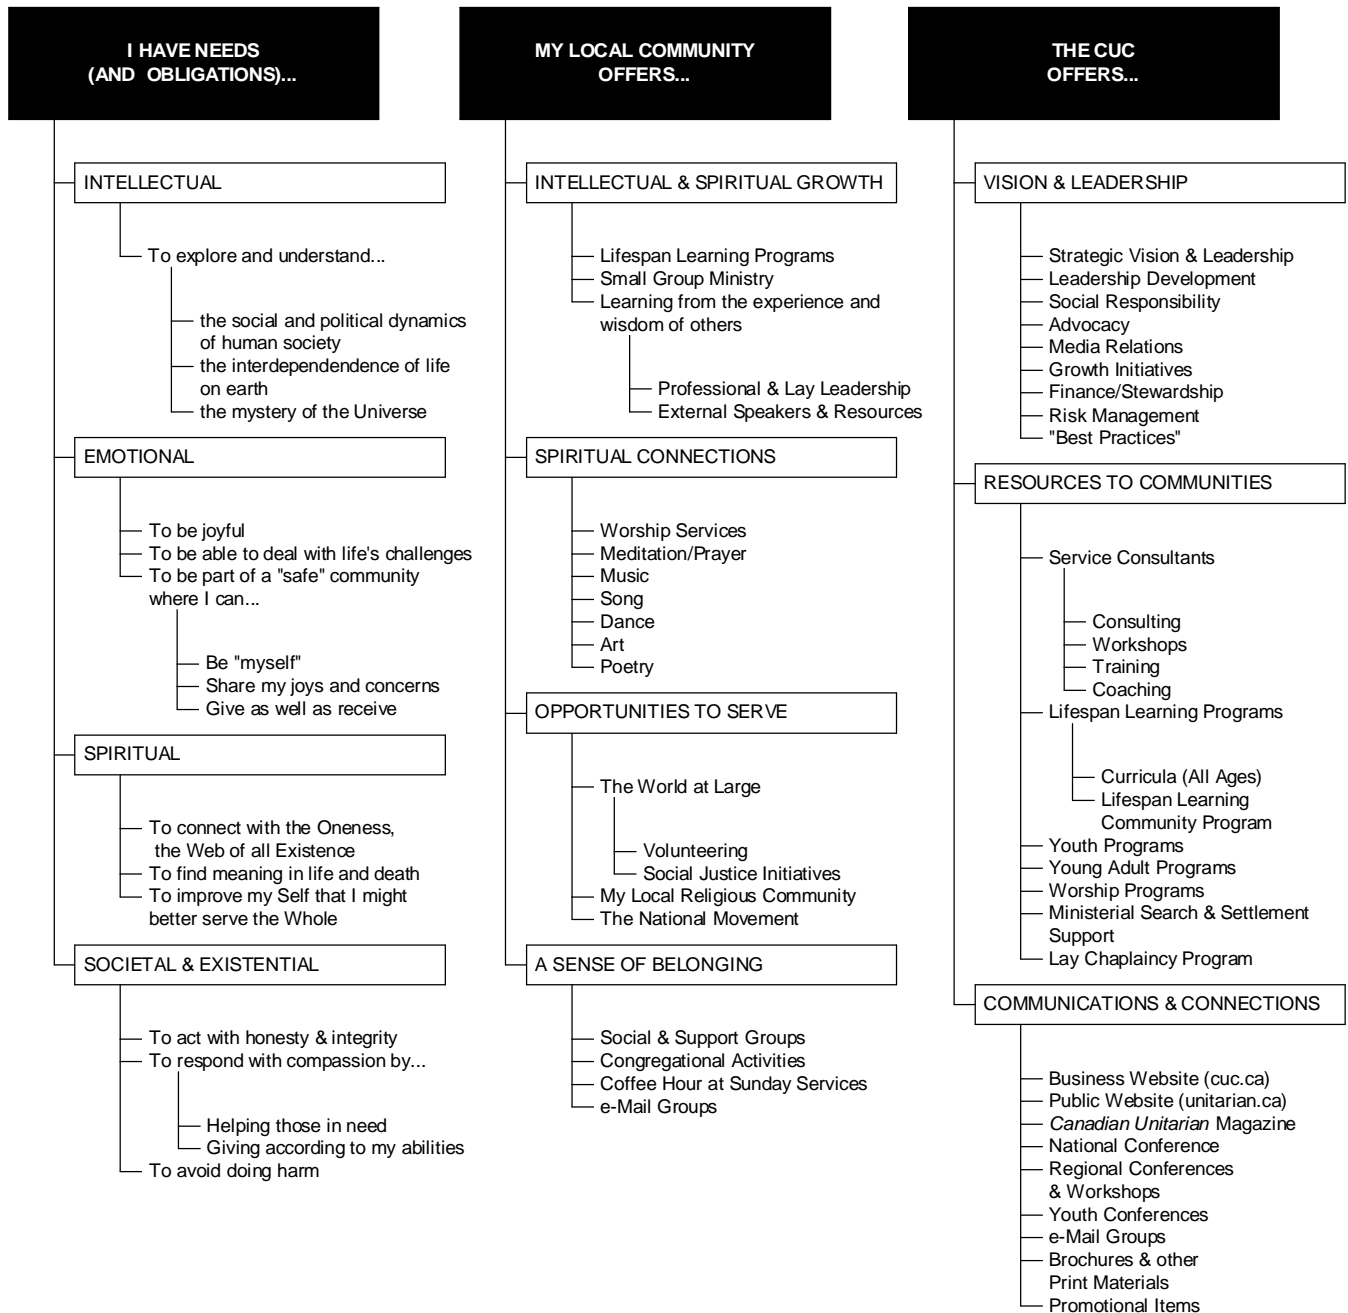 I HAVE NEEDS
(AND OBLIGATIONS)...
INTELLECTUAL
To explore and understand...
the social and political dynamics
of human society
the interdependendence of life
on earth
the mystery of the Universe
EMOTIONAL
To be joyful
To be able to deal with life's challenges
To be part of a "safe" community
where I can...
Be "myself"
Share my joys and concerns
Give as well as receive
SPIRITUAL
To connect with the Oneness,
the Web of all Existence
To find meaning in life and death
To improve my Self that I might
better serve the Whole
SOCIETAL & EXISTENTIAL
To act with honesty & integrity
To respond with compassion by...
Helping those in need
Giving according to my abilities
To avoid doing harm
MY LOCAL COMMUNITY
OFFERS...
INTELLECTUAL & SPIRITUAL GROWTH
Lifespan Learning Programs
Small Group Ministry
Learning from the experience and
wisdom of others
Professional & Lay Leadership
External Speakers & Resources
SPIRITUAL CONNECTIONS
Worship Services
Meditation/Prayer
Music
Song
Dance
Art
Poetry
OPPORTUNITIES TO SERVE
The World at Large
Volunteering
Social Justice Initiatives
My Local Religious Community
The National Movement
A SENSE OF BELONGING
Social & Support Groups
Congregational Activities
Coffee Hour at Sunday Services
e-Mail Groups
THE CUC
OFFERS...
VISION & LEADERSHIP
Strategic Vision & Leadership
Leadership Development
Social Responsibility
Advocacy
Media Relations
Growth Initiatives
Finance/Stewardship
Risk Management
"Best Practices"
RESOURCES TO COMMUNITIES
Service Consultants
Consulting
Workshops
Training
Coaching
Lifespan Learning Programs
Curricula (All Ages)
Lifespan Learning
Community Program
Youth Programs
Young Adult Programs
Worship Programs
Ministerial Search & Settlement
Support
Lay Chaplaincy Program
COMMUNICATIONS & CONNECTIONS
Business Website (cuc.ca)
Public Website (unitarian.ca)
Canadian Unitarian Magazine
National Conference
Regional Conferences
& Workshops
Youth Conferences
e-Mail Groups
Brochures & other
Print Materials
Promotional Items